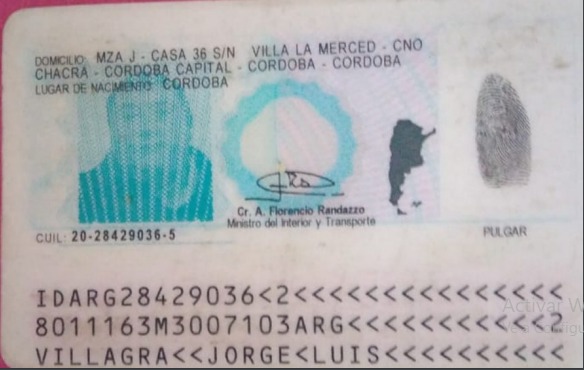 DOMICILIO: MZA J - CASA 36 S/N VILLA LA MERCED - CNO
CHACRA - CORDOBA CAPITAL - CORDOBA - CORDOBA
LUGAR DE NACIMIENTO: CORDOBA
Cr. A. Florencio Randazzo
Ministro del Interior y Transporte
CUIL: 20-28429036-5
PULGAR
IDARG28429036<2<<<<<<<<<<<<<<<
8011163M3007103ARG<<<<<<<<<<<2
VILLAGRA<<JORGE<LUIS<<<<<<<<<<
Activar W